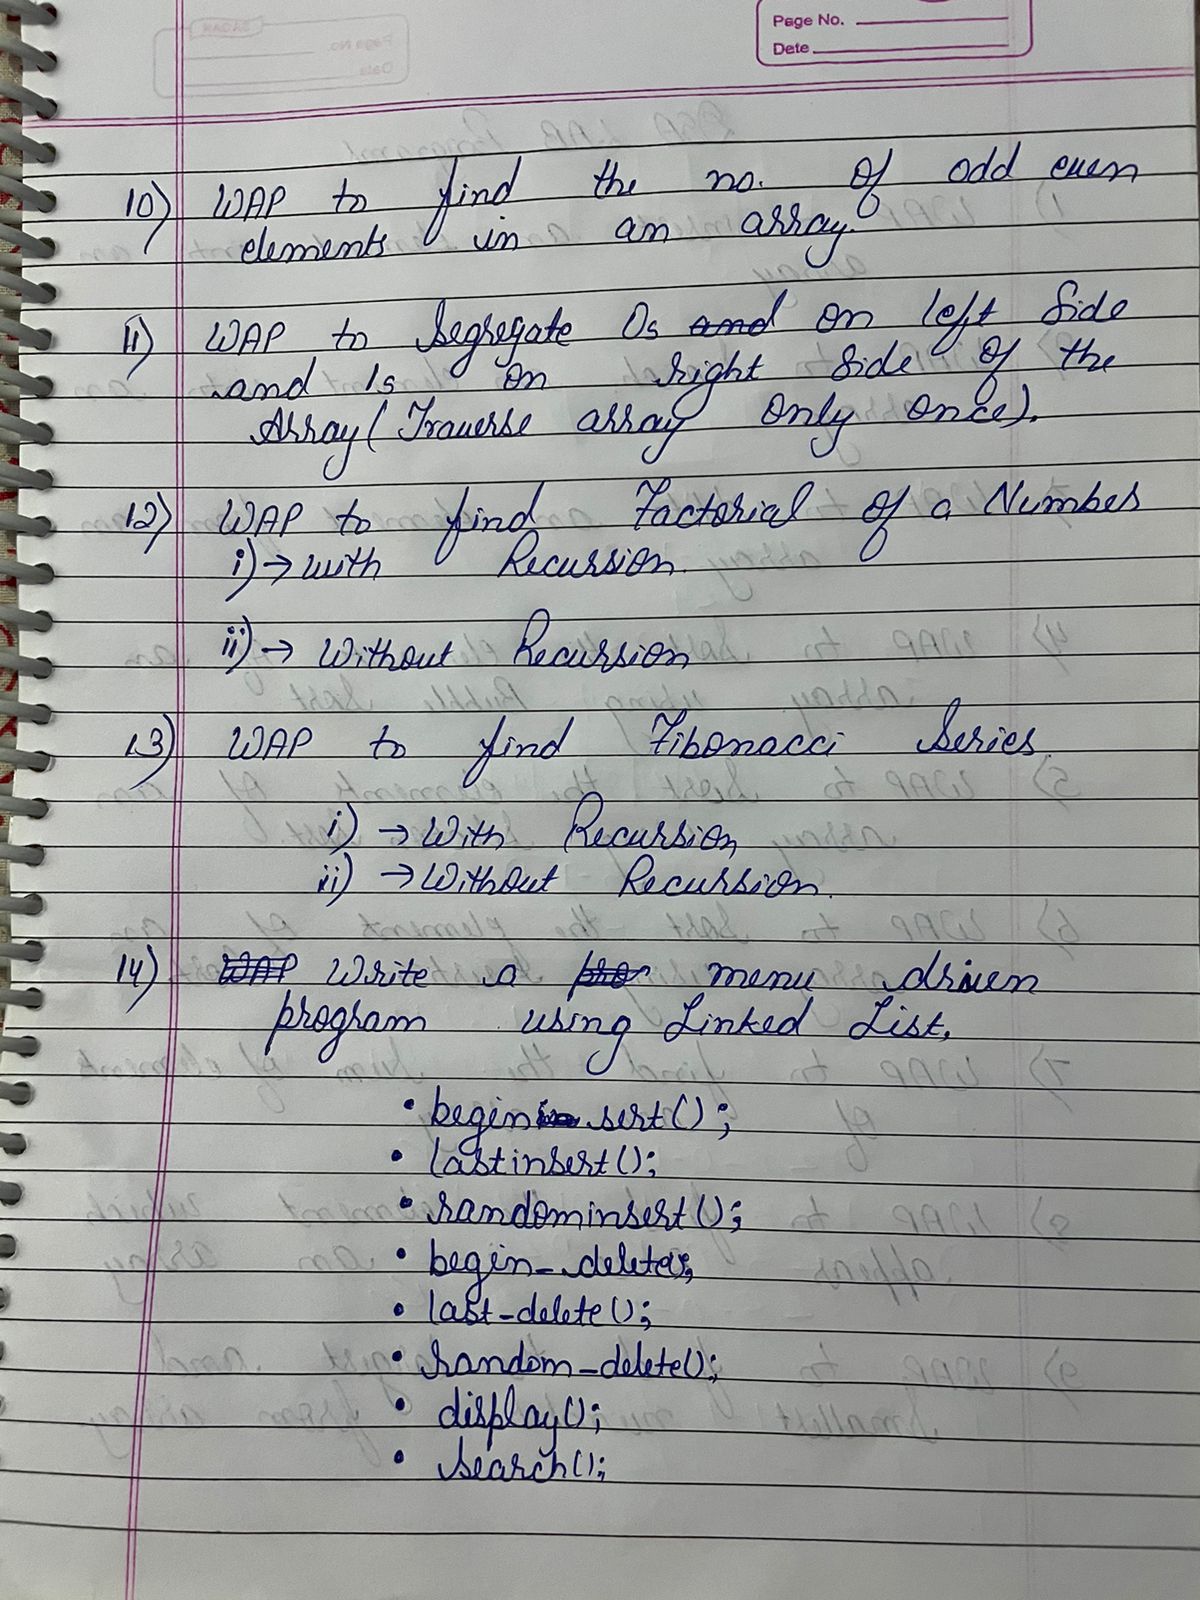 Page No.
Date
10) WAP to find the no. of odd even
elements in an array.
11) WAP to Segregate 0s and on left Side
and 1s on right Side of the
Array (Traverse array only once).
12) WAP to find Factorial of a Number
i) → with Recursion.
ii) → Without Recursion
13) WAP to find Fibonacci Series.
i) → With Recursion
ii) → Without Recursion.
14) WAP Write a pro menu driven
program using Linked List.
• begin sert();
• lastinsert();
• randominsert();
• begin_delete;
• last-delete();
• random-delete();
• display();
• search();